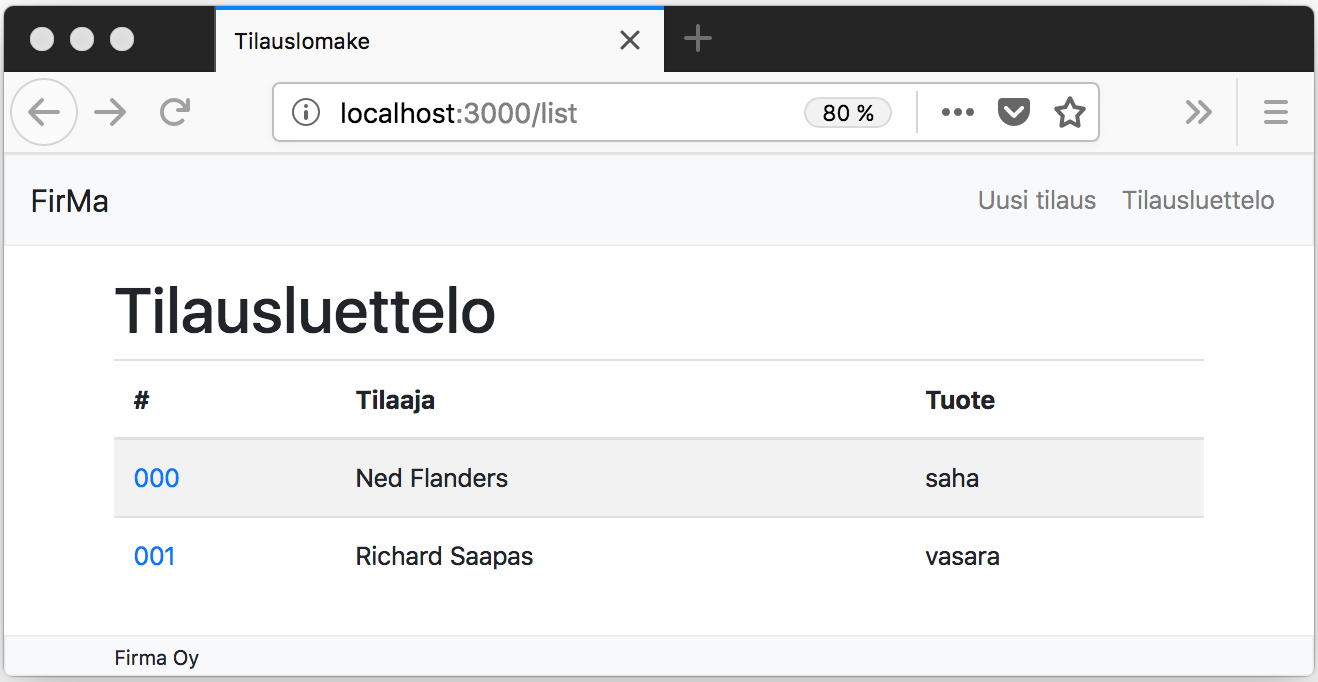 Tilauslomake
localhost:3000/list 80 %
FirMa Uusi tilaus Tilausluettelo
Tilausluettelo
# Tilaaja Tuote
000 Ned Flanders saha
001 Richard Saapas vasara
Firma Oy